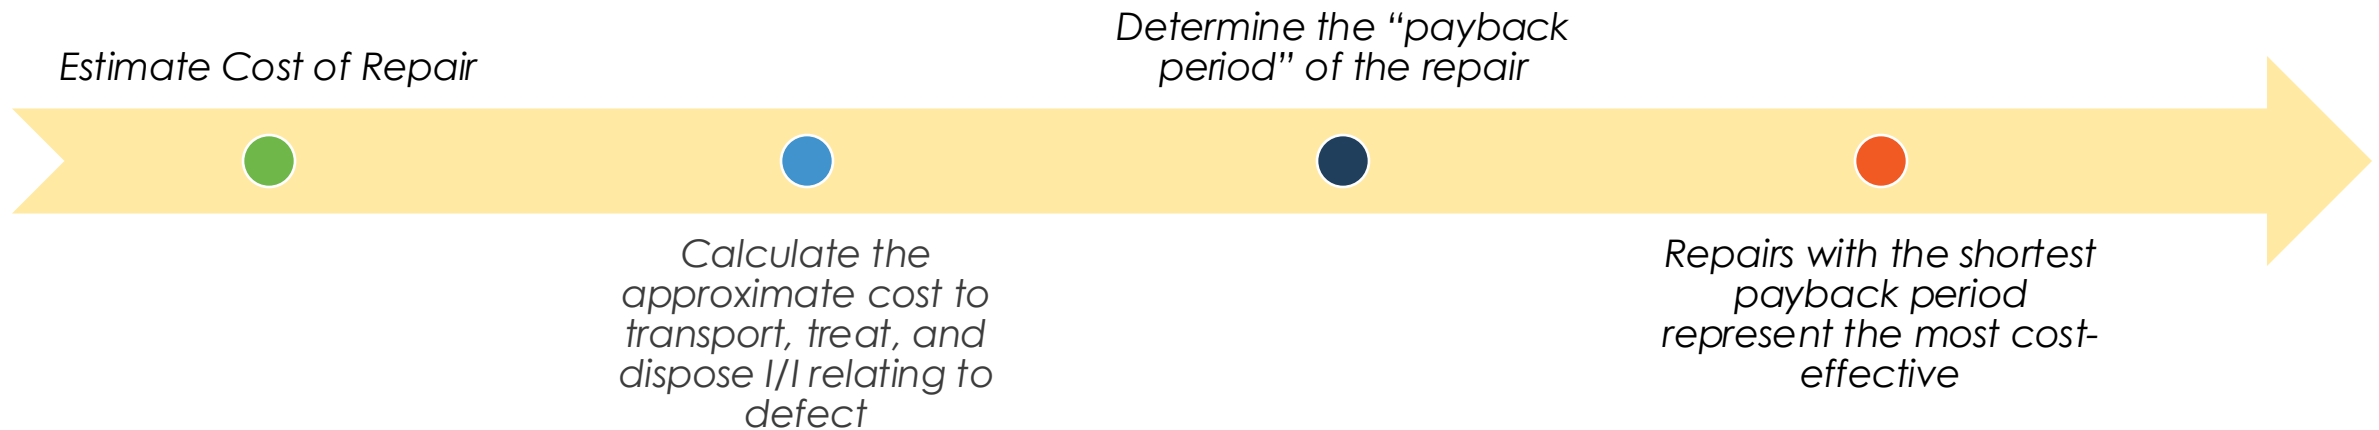 Estimate Cost of Repair
Calculate the
approximate cost to
transport, treat, and
dispose I/I relating to
defect
Determine the “payback
period” of the repair
Repairs with the shortest
payback period
represent the most cost-
effective